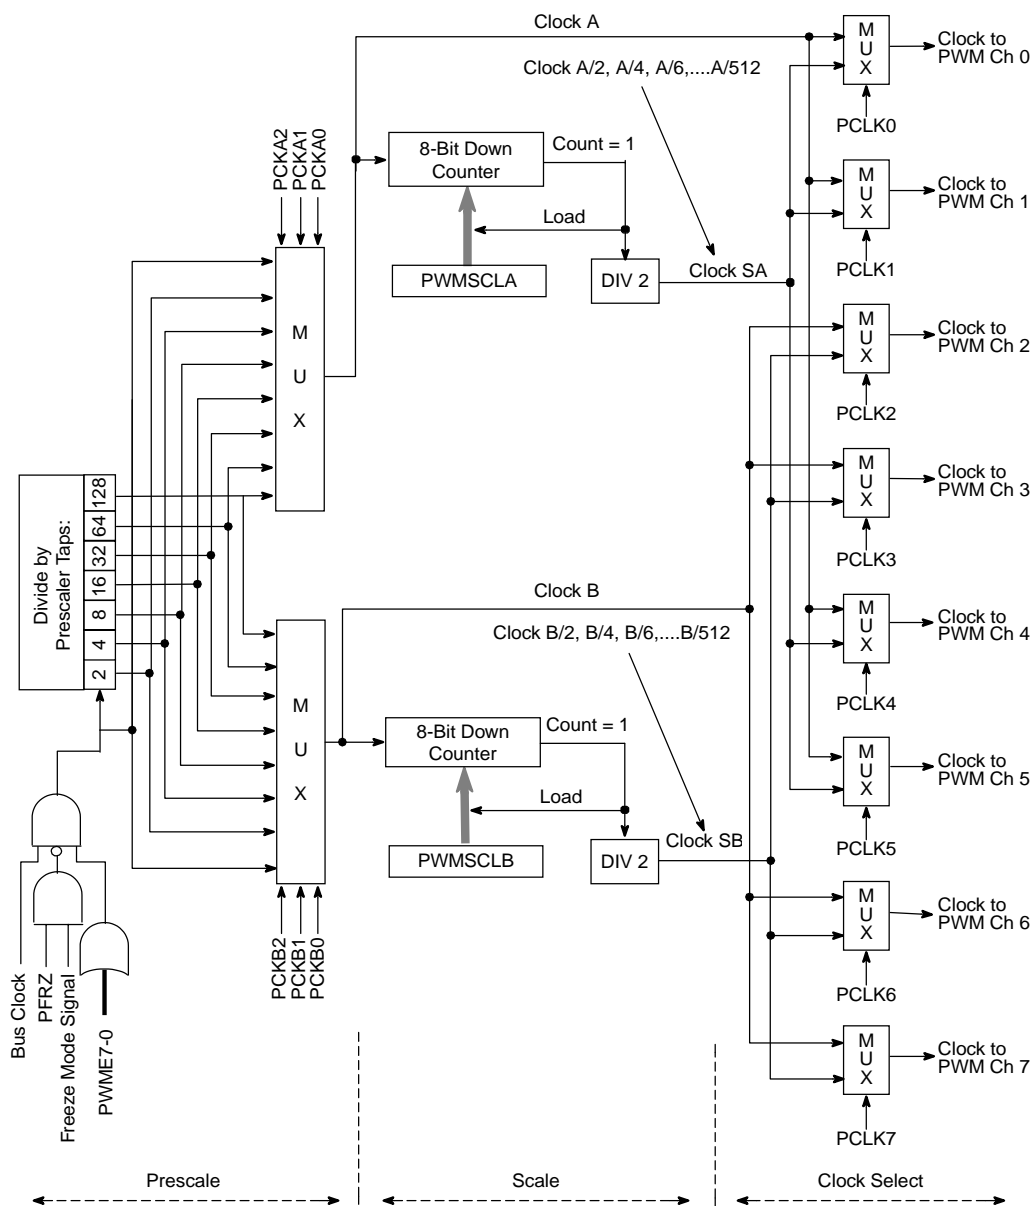 Clock A
Clock A/2, A/4, A/6,....A/512
PCKA2
PCKA1
PCKA0
8-Bit Down
Counter
Count = 1
Load
PWMSCLA
DIV 2
Clock SA
M
U
X
Divide by
Prescaler Taps:
128
64
32
16
8
4
2
Clock B
Clock B/2, B/4, B/6,....B/512
M
U
X
8-Bit Down
Counter
Count = 1
Load
PWMSCLB
DIV 2
Clock SB
PCKB2
PCKB1
PCKB0
Bus Clock
PFRZ
Freeze Mode Signal
PWME7-0
M
U
X
Clock to
PWM Ch 0
PCLK0
M
U
X
Clock to
PWM Ch 1
PCLK1
M
U
X
Clock to
PWM Ch 2
PCLK2
M
U
X
Clock to
PWM Ch 3
PCLK3
M
U
X
Clock to
PWM Ch 4
PCLK4
M
U
X
Clock to
PWM Ch 5
PCLK5
M
U
X
Clock to
PWM Ch 6
PCLK6
M
U
X
Clock to
PWM Ch 7
PCLK7
Prescale
Scale
Clock Select